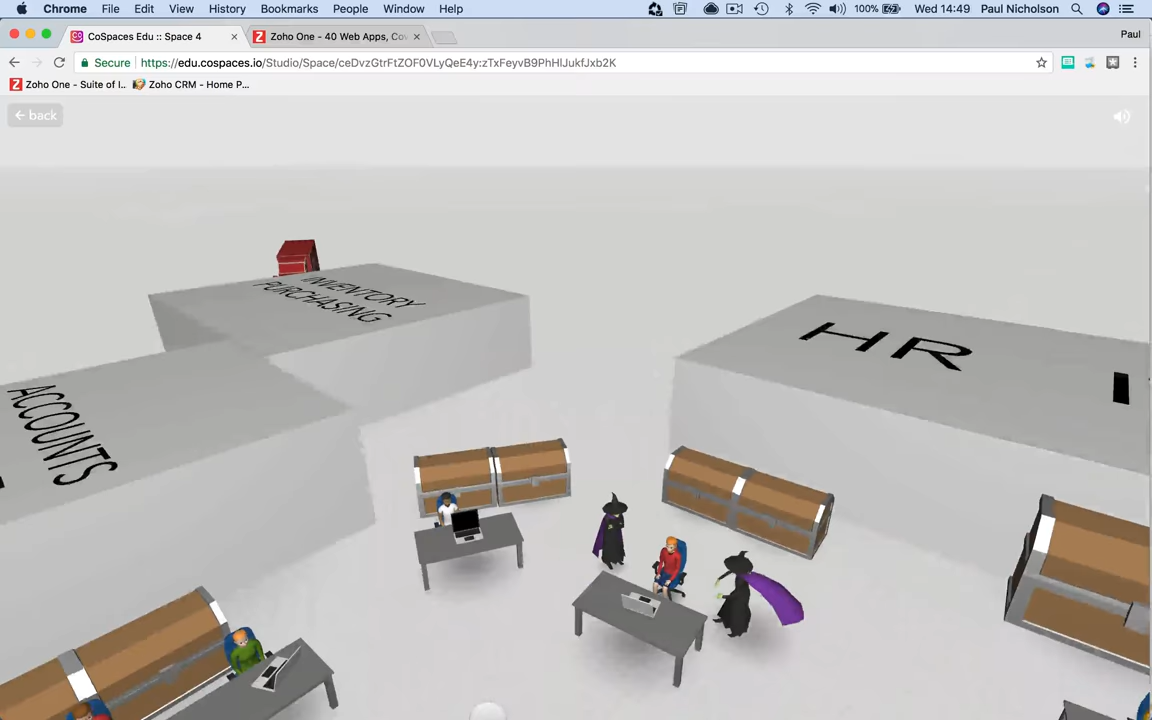 Chrome File Edit View History Bookmarks People Window Help 100% Wed 14:49 Paul Nicholson
CoSpaces Edu :: Space 4 Zoho One - 40 Web Apps, Cov Paul
Secure https://edu.cospaces.io/Studio/Space/ceDvzGtrFtZOF0VLyQeE4y:zTxFeyvB9PhHlJukfJxb2K
Zoho One - Suite of I... Zoho CRM - Home P...
← back
INVENTORY
PURCHASING
HR
ACCOUNTS